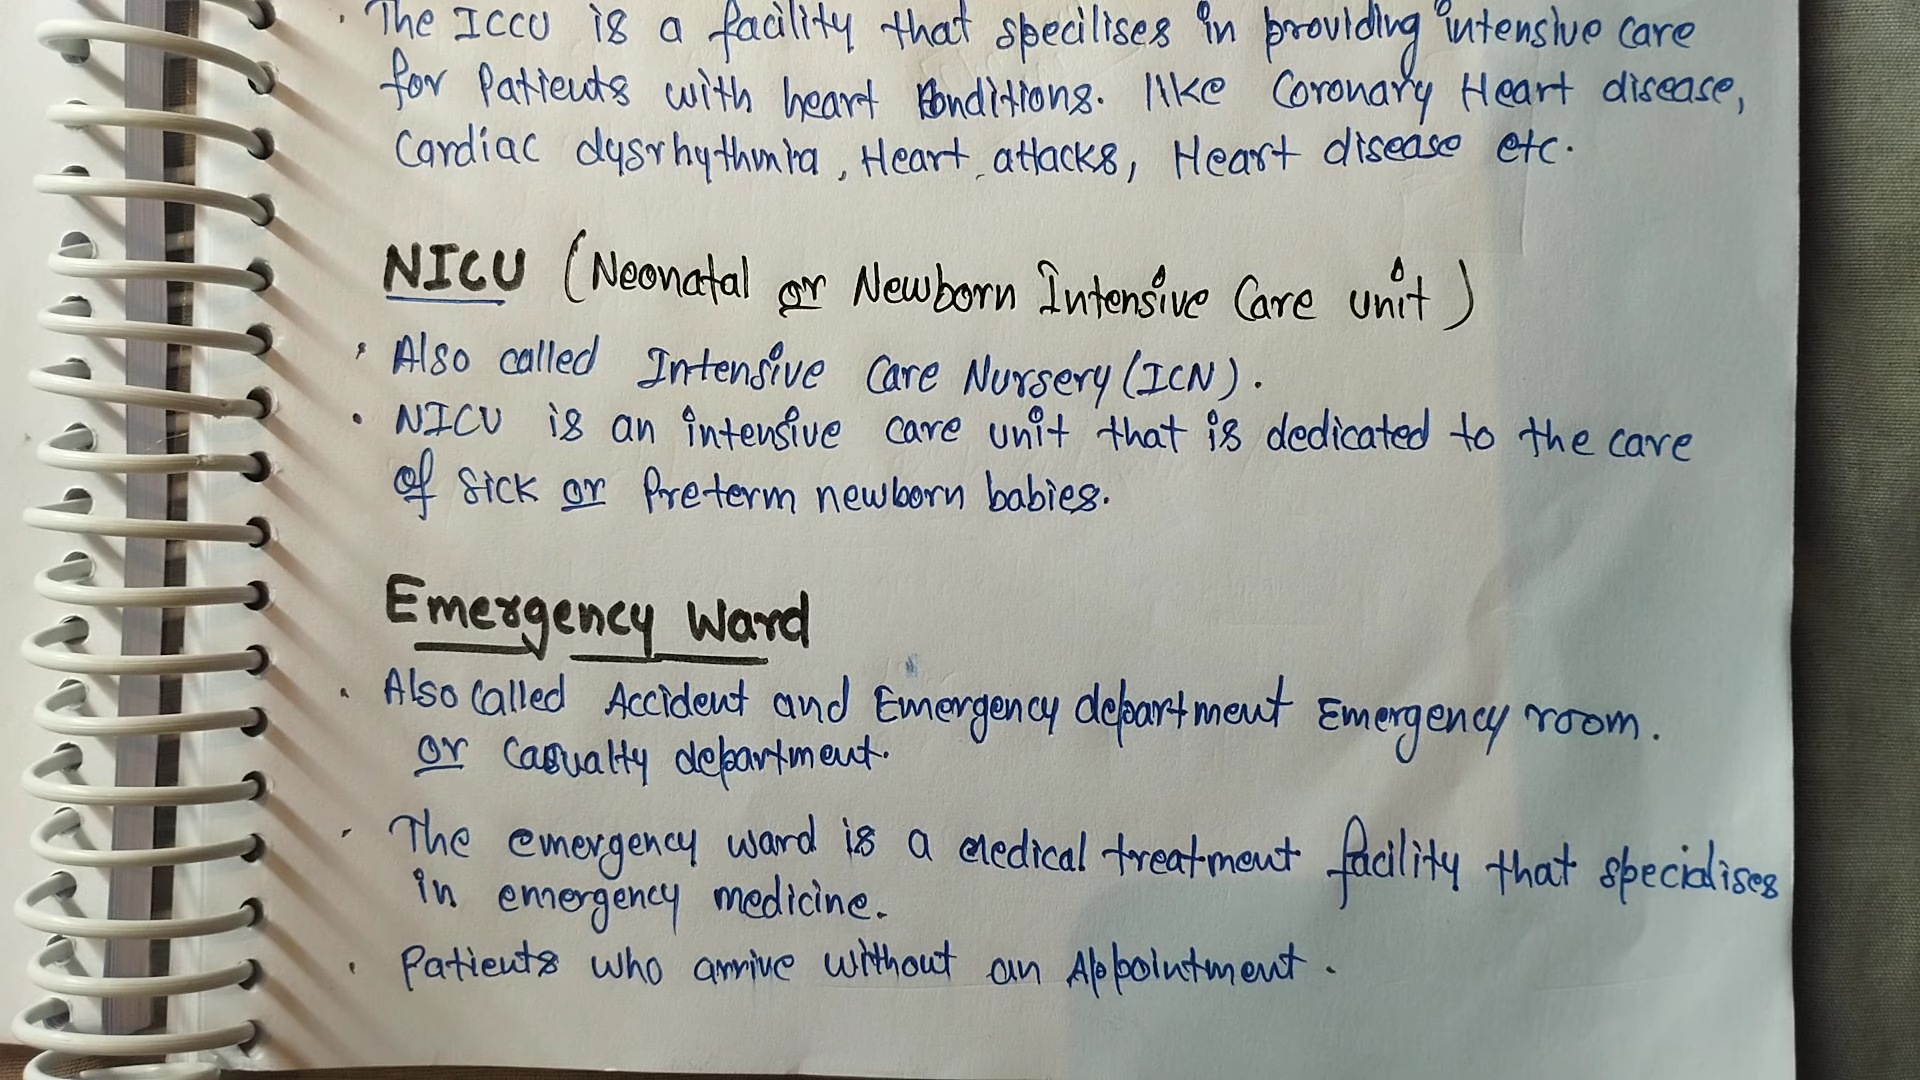 The ICCU is a facility that specilises in providing intensive care
for Patients with heart Conditions. like Coronary Heart disease,
Cardiac dysrhythmia, Heart attacks, Heart disease etc.
NICU (Neonatal or Newborn Intensive Care unit)
• Also called Intensive Care Nursery (ICN).
• NICU is an intensive care unit that is dedicated to the care
of Sick or Preterm newborn babies.
Emergency Ward
• Also Called Accident and Emergency department Emergency room.
or Casualty department.
• The emergency ward is a medical treatment facility that specialises
in emergency medicine.
• Patients who arrive without an Appointment.